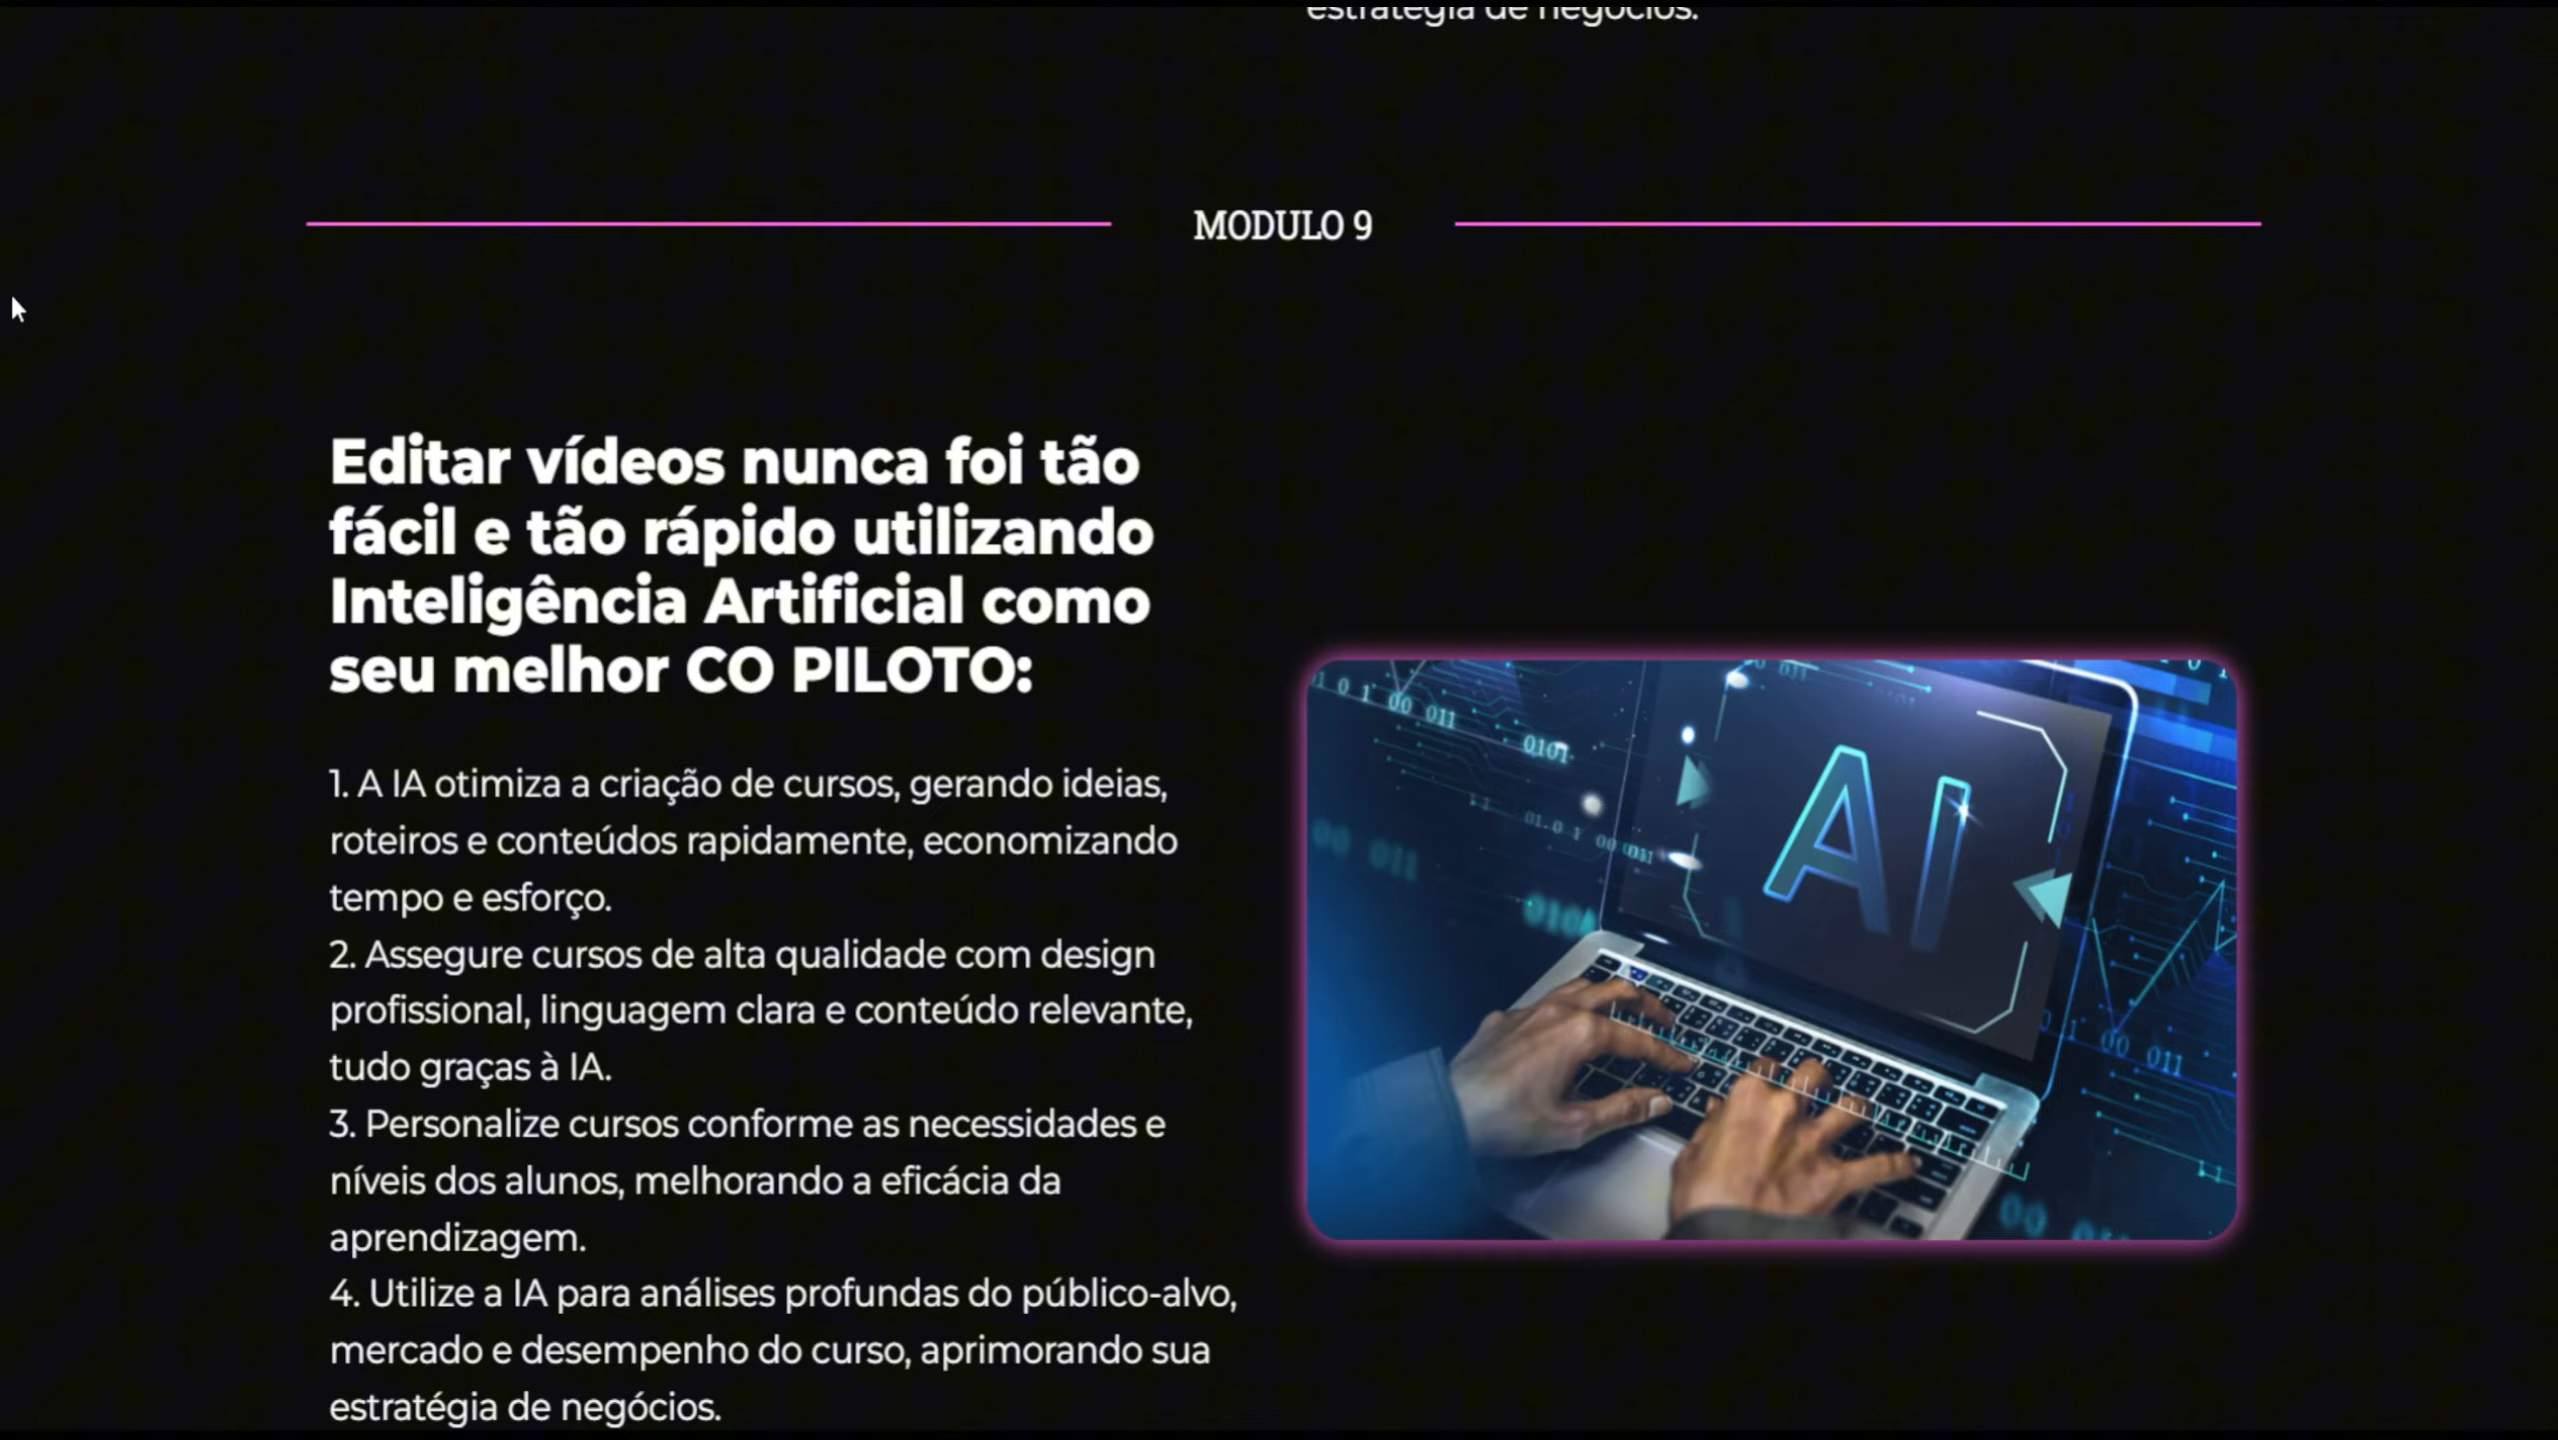 estratégia de negócios.
MODULO 9
Editar vídeos nunca foi tão
fácil e tão rápido utilizando
Inteligência Artificial como
seu melhor CO PILOTO:
1. A IA otimiza a criação de cursos, gerando ideias,
roteiros e conteúdos rapidamente, economizando
tempo e esforço.
2. Assegure cursos de alta qualidade com design
profissional, linguagem clara e conteúdo relevante,
tudo graças à IA.
3. Personalize cursos conforme as necessidades e
níveis dos alunos, melhorando a eficácia da
aprendizagem.
4. Utilize a IA para análises profundas do público-alvo,
mercado e desempenho do curso, aprimorando sua
estratégia de negócios.
AI